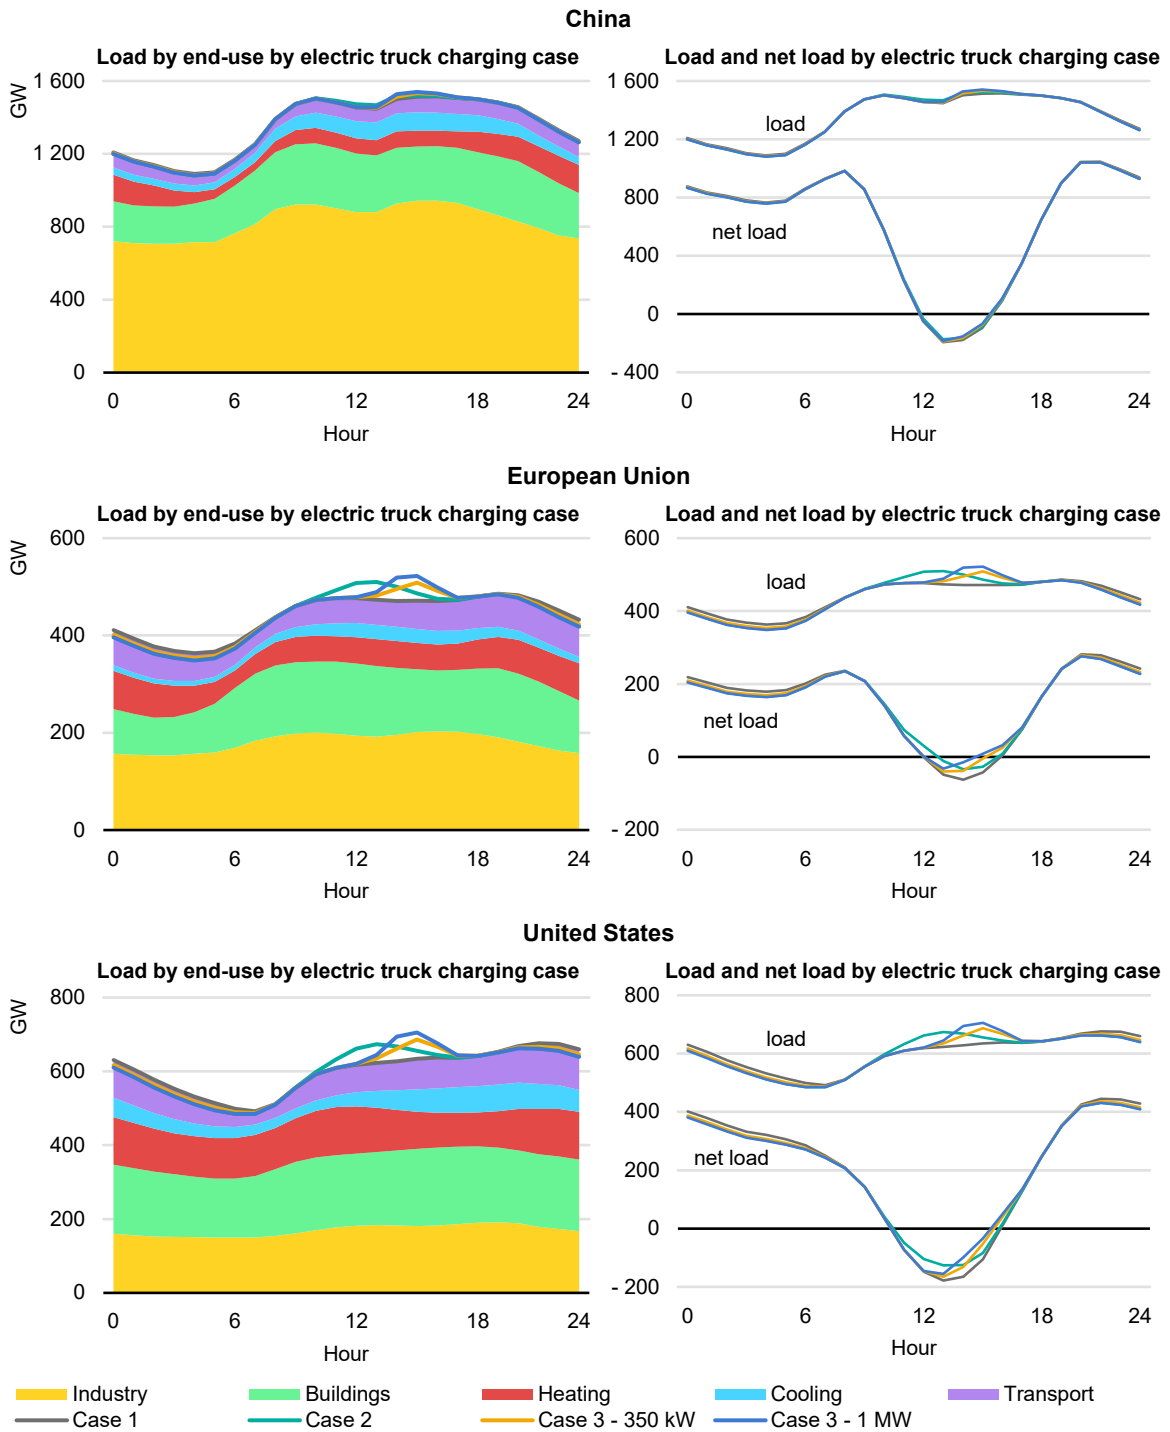 China
Load by end-use by electric truck charging case
GW
1 600
1 200
800
400
0
0 6 12 18 24
Hour
Load and net load by electric truck charging case
1 600
1 200
800
400
0
- 400
load
net load
0 6 12 18 24
Hour
European Union
Load by end-use by electric truck charging case
GW
600
400
200
0
0 6 12 18 24
Hour
Load and net load by electric truck charging case
600
400
200
0
- 200
load
net load
0 6 12 18 24
Hour
United States
Load by end-use by electric truck charging case
GW
800
600
400
200
0
0 6 12 18 24
Hour
Load and net load by electric truck charging case
800
600
400
200
0
- 200
load
net load
0 6 12 18 24
Hour
Industry Buildings Heating Cooling Transport
Case 1 Case 2 Case 3 - 350 kW Case 3 - 1 MW